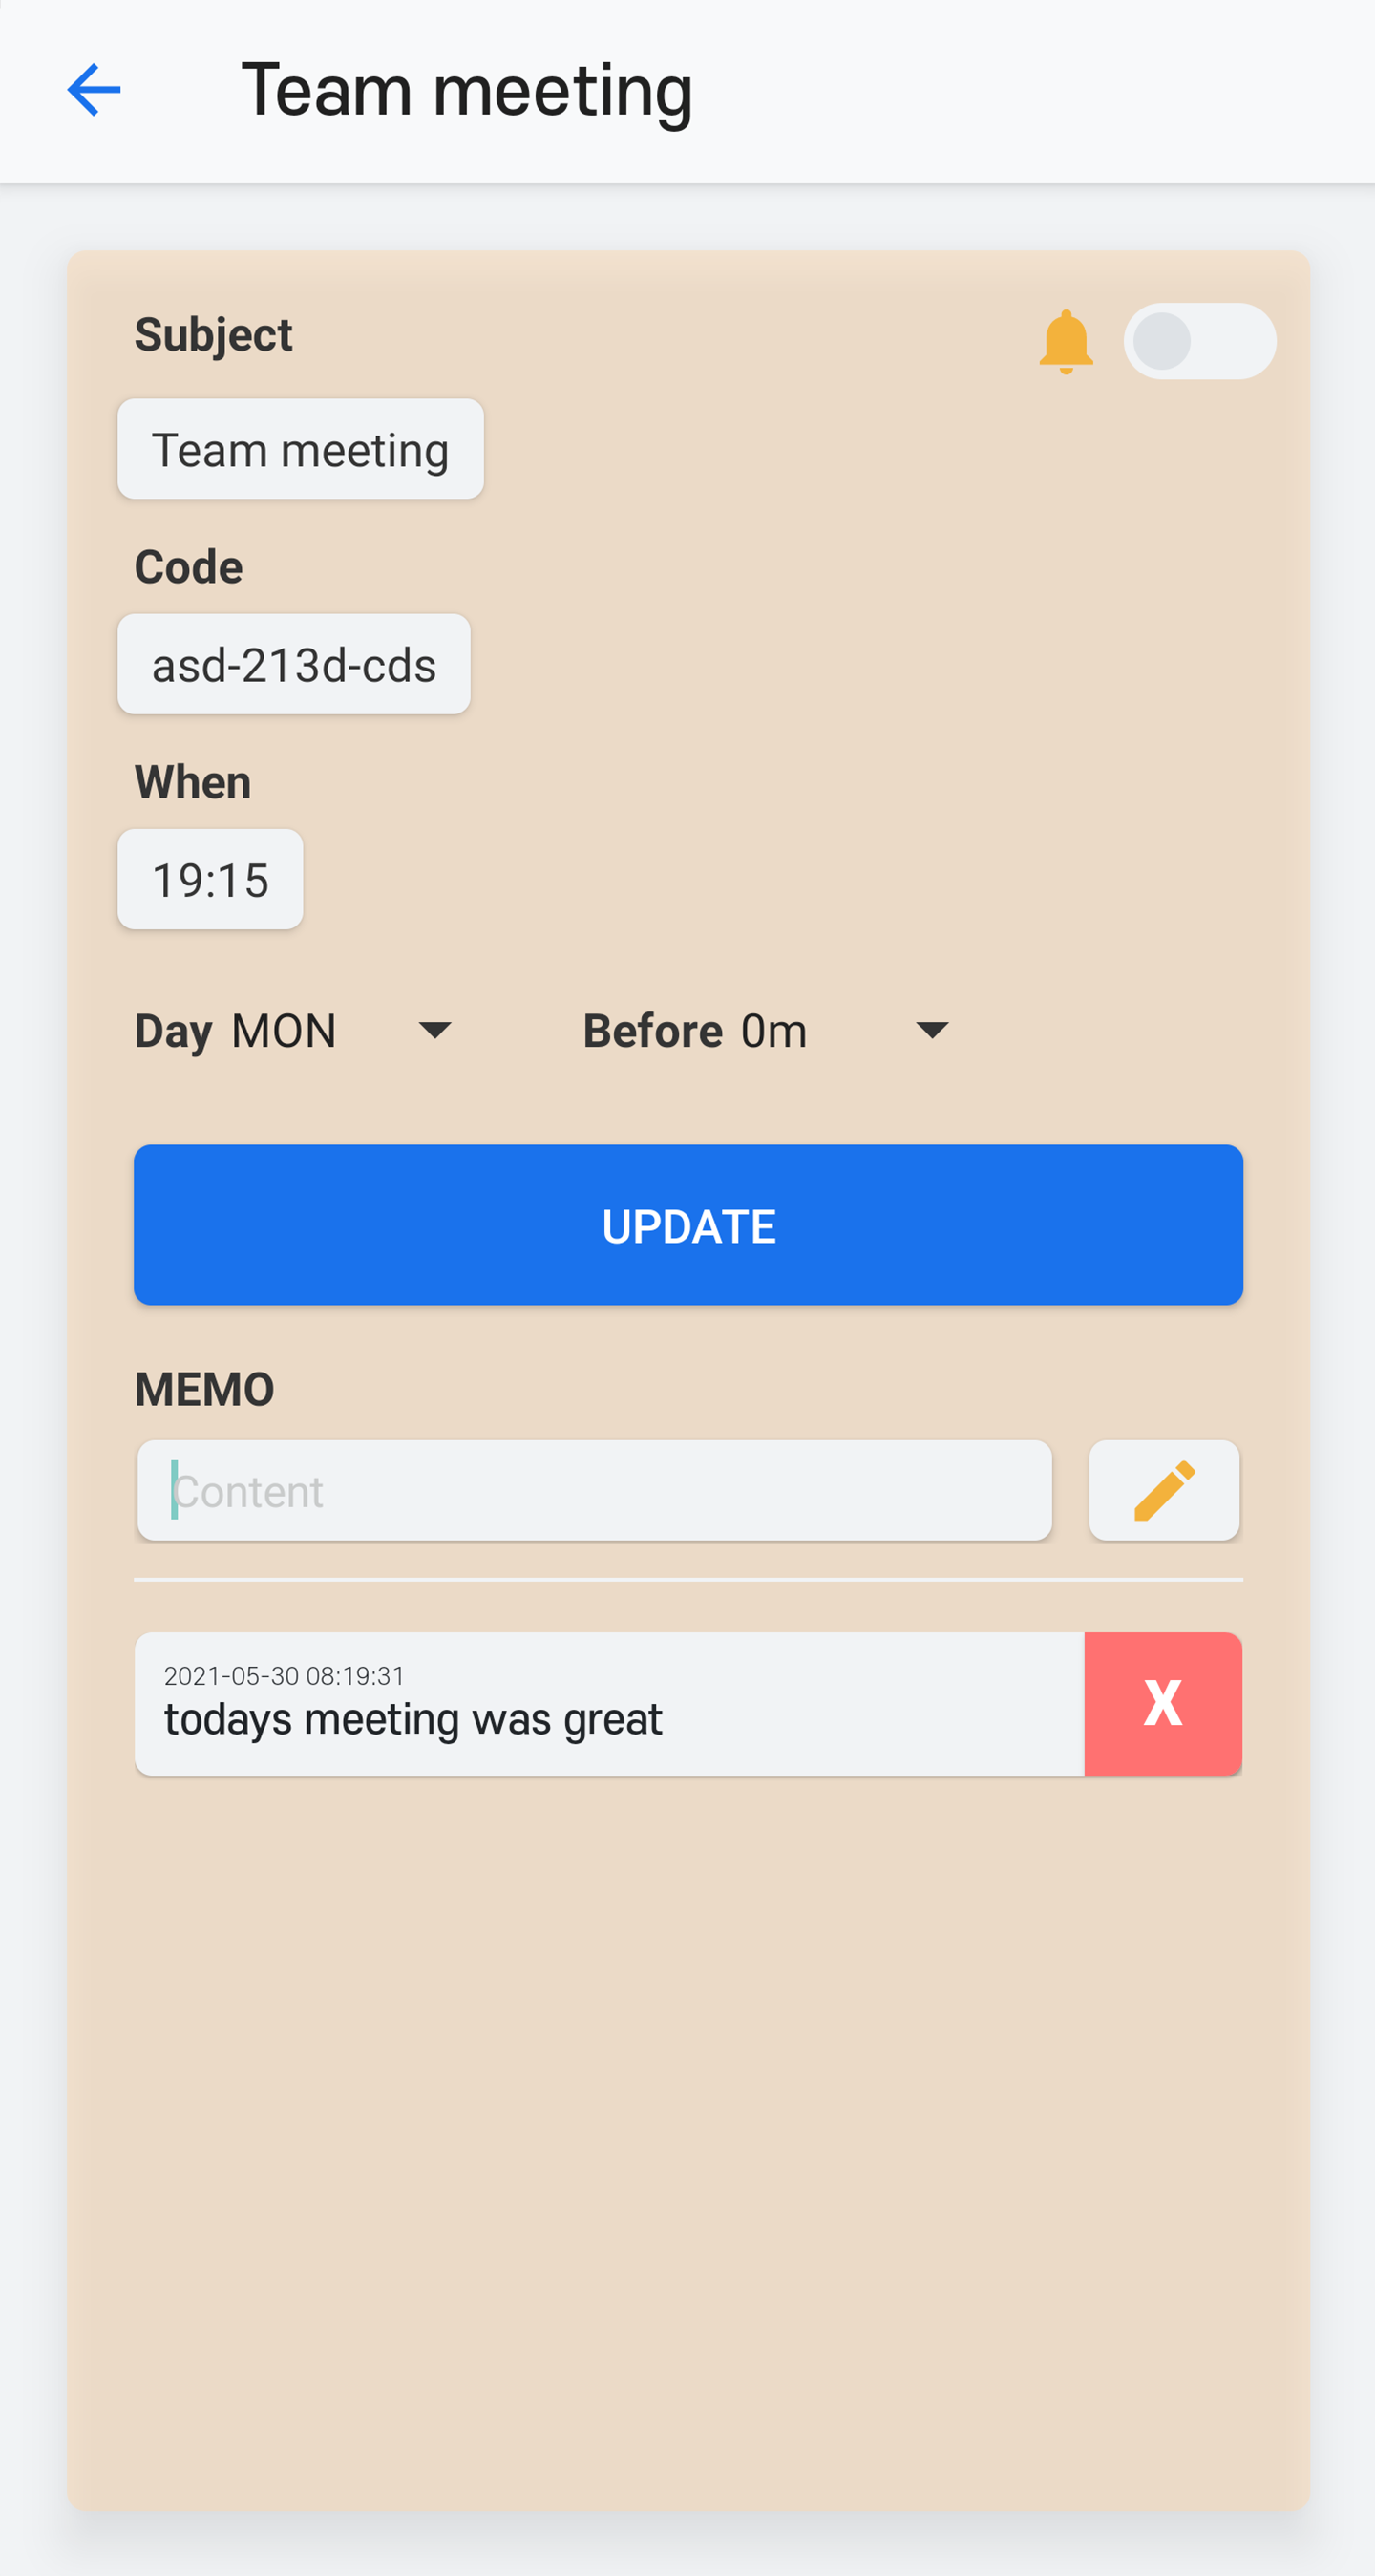 Team meeting
Subject
Team meeting
Code
asd-213d-cds
When
19:15
Day MON Before 0m
UPDATE
MEMO
Content
2021-05-30 08:19:31
todays meeting was great
X